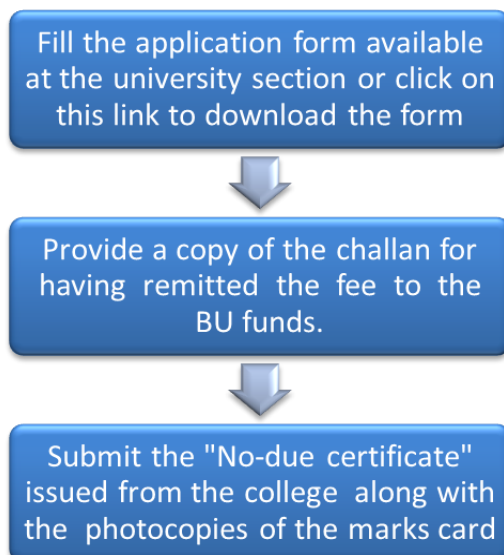 Fill the application form available
at the university section or click on
this link to download the form
Provide a copy of the challan for
having remitted the fee to the
BU funds.
Submit the "No-due certificate"
issued from the college along with
the photocopies of the marks card